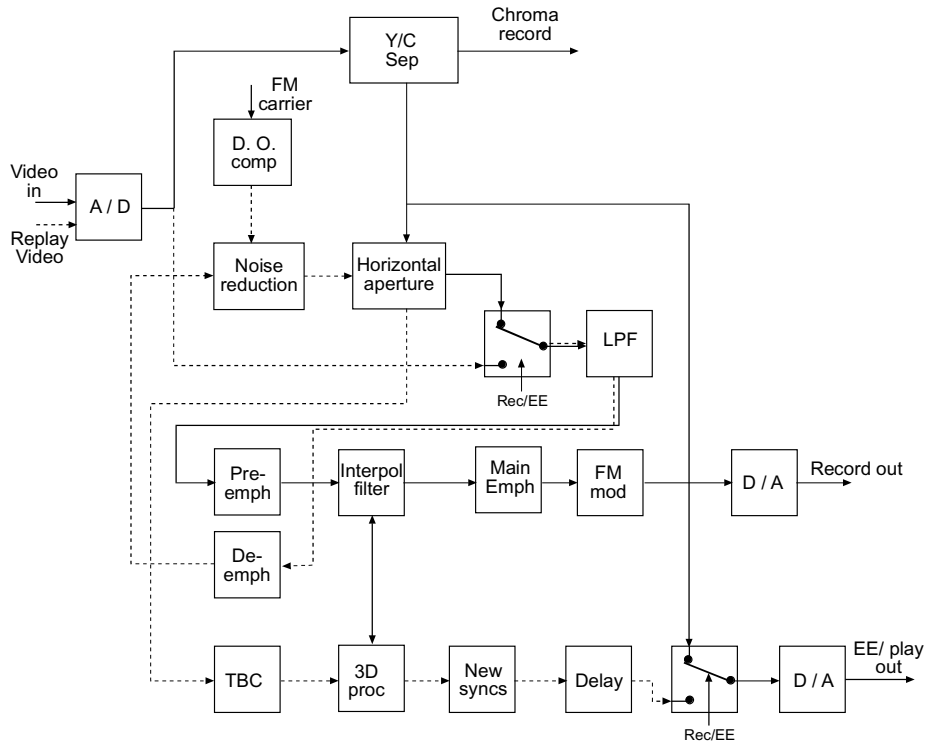 Chroma
record
Y/C
Sep
FM
carrier
D. O.
comp
Video
in
A / D
Replay
Video
Noise
reduction
Horizontal
aperture
LPF
Rec/EE
Pre-
emph
Interpol
filter
Main
Emph
FM
mod
D / A
Record out
De-
emph
TBC
3D
proc
New
syncs
Delay
Rec/EE
D / A
EE/ play
out